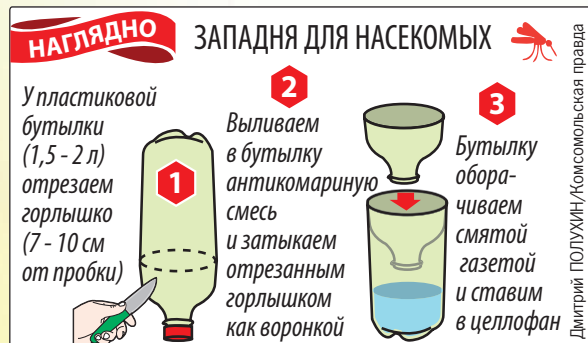 НАГЛЯДНО
ЗАПАДНЯ ДЛЯ НАСЕКОМЫХ
1
У пластиковой
бутылки
(1,5 - 2 л)
отрезаем
горлышко
(7 - 10 см
от пробки)
2
Выливаем
в бутылку
антикомариную
смесь
и затыкаем
отрезанным
горлышком
как воронкой
3
Бутылку
обора-
чиваем
смятой
газетой
и ставим
в целлофан
Дмитрий ПОЛУХИН/Комсомольская правда